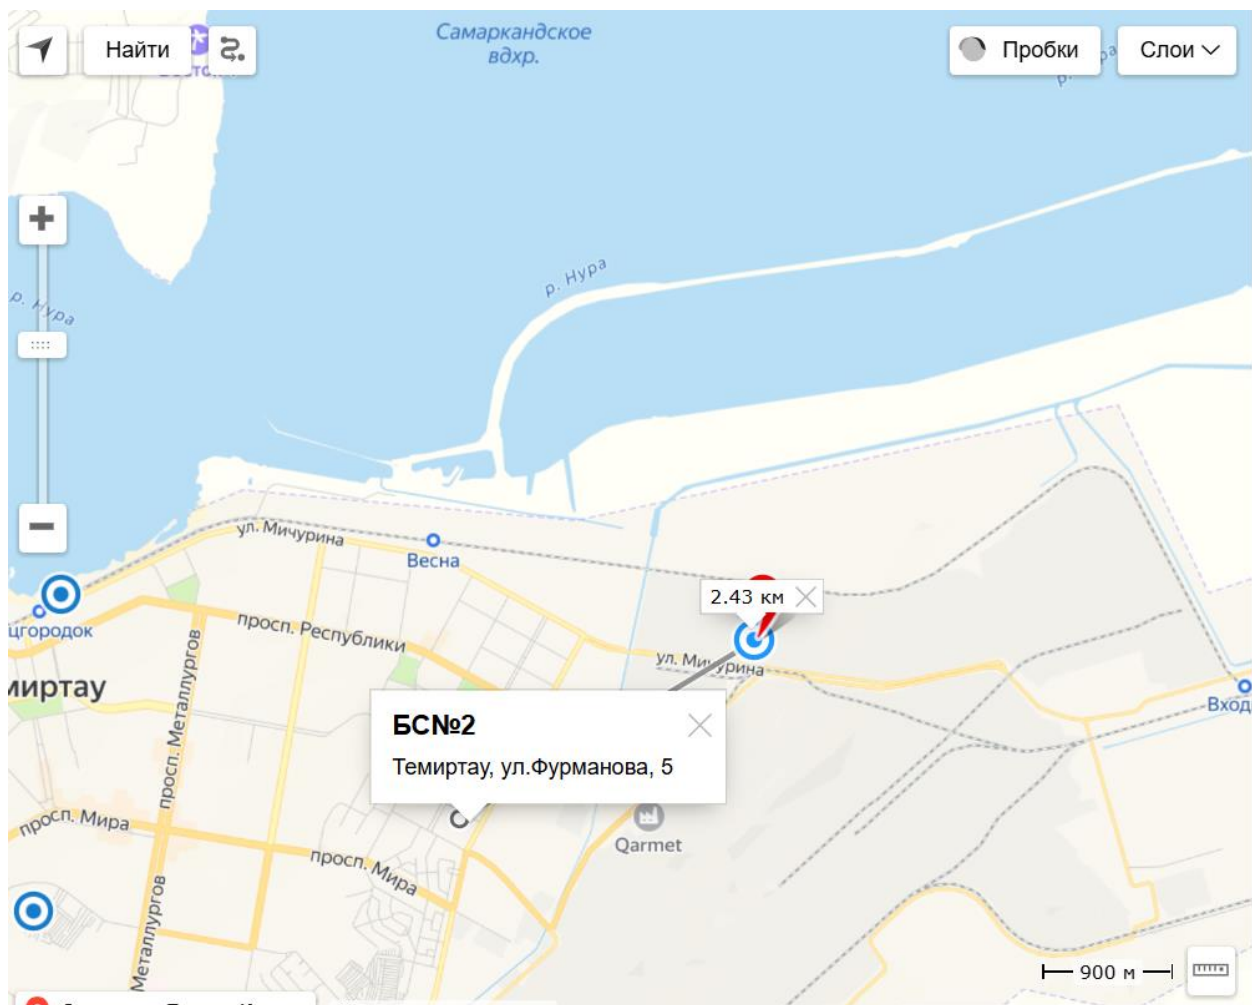 Найти
Самаркандское
вдхр.
Пробки
Слои
р. Нура
р. Нура
ул. Мичурина
Весна
2.43 км
просп. Республики
ул. Мичурина
миртау
просп. Металлургов
БС№2
Темиртау, ул.Фурманова, 5
просп. Мира
Qarmet
просп. Мира
Металлургов
900 м